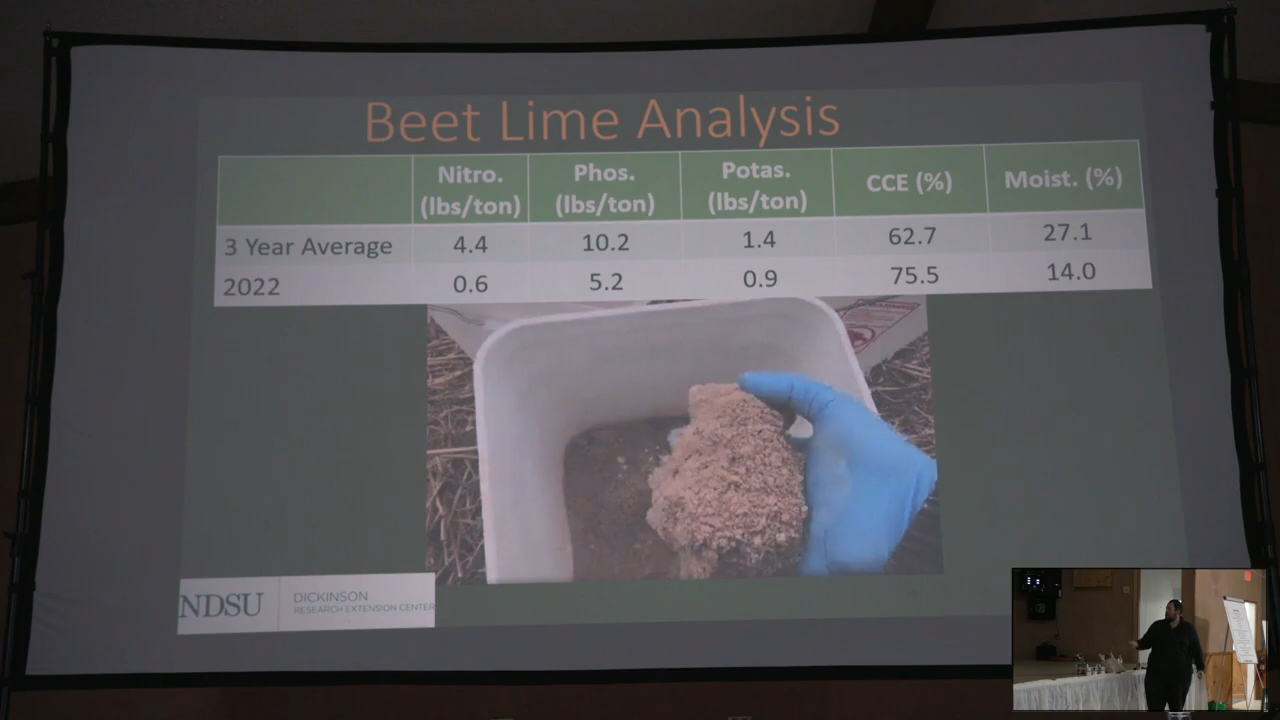 Beet Lime Analysis
Nitro. (lbs/ton) Phos. (lbs/ton) Potas. (lbs/ton) CCE (%) Moist. (%)
3 Year Average 4.4 10.2 1.4 62.7 27.1
2022 0.6 5.2 0.9 75.5 14.0
NDSU DICKINSON
RESEARCH EXTENSION CENTER